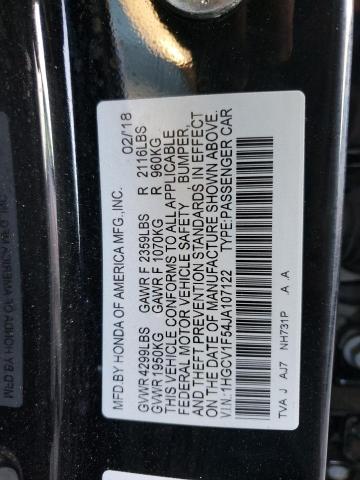 MFD.BY HONDA OF AMERICA MFG.,INC. 02/18
GVWR 4299LBS GAWR F 2359LBS R 2116LBS
GVWR 1950KG GAWR F 1070KG R 960KG
THIS VEHICLE CONFORMS TO ALL APPLICABLE
FEDERAL MOTOR VEHICLE SAFETY , BUMPER,
AND THEFT PREVENTION STANDARDS IN EFFECT
ON THE DATE OF MANUFACTURE SHOWN ABOVE.
V.I.N.:1HGCV1F54JA107122 TYPE:PASSENGER CAR
TVA J AJ7 NH731P .A .A